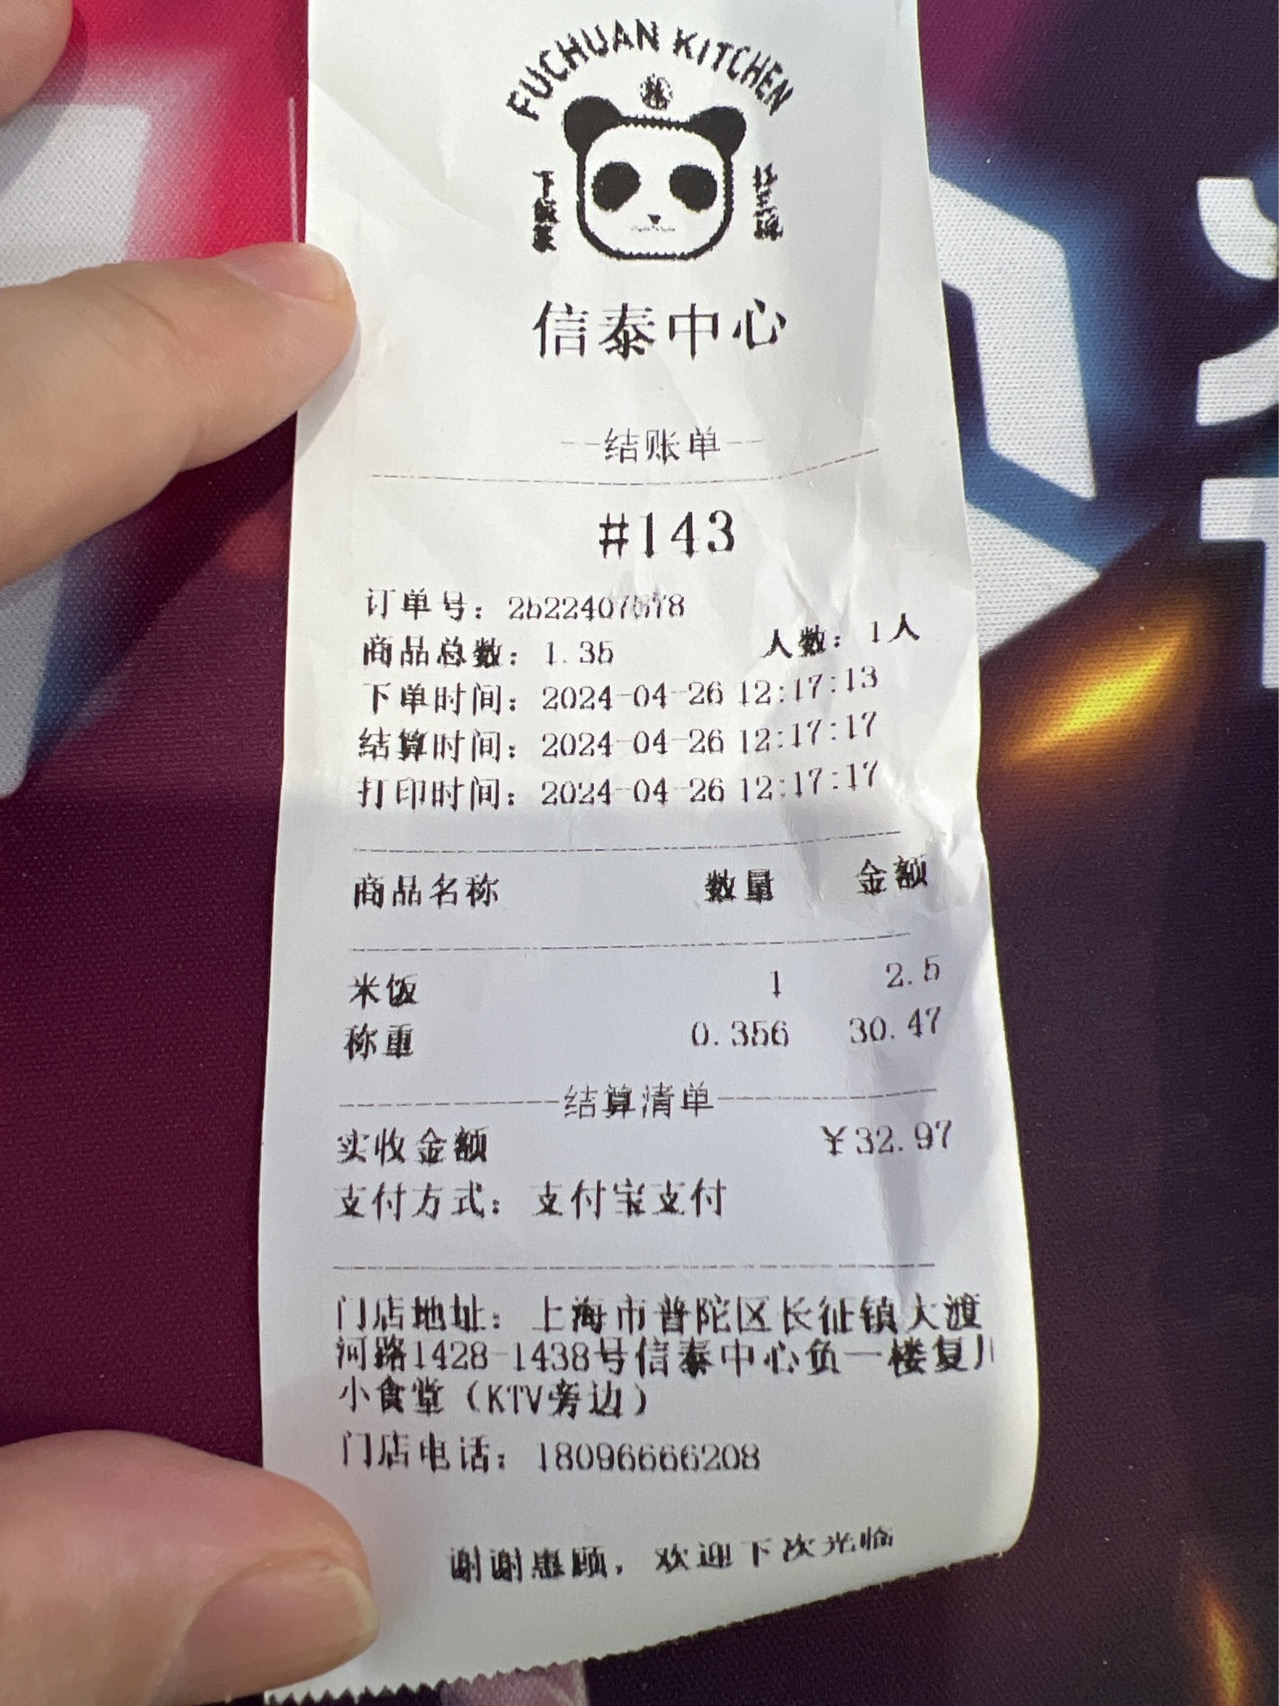 FUCHUAN KITCHEN
下饭菜
信泰中心
结账单
#143
订单号：2b22407578
商品总数：1.35 人数：1人
下单时间：2024-04-26 12:17:13
结算时间：2024-04-26 12:17:17
打印时间：2024-04-26 12:17:17
商品名称 数量 金额
米饭 1 2.5
称重 0.356 30.47
结算清单
实收金额 ¥32.97
支付方式：支付宝支付
门店地址：上海市普陀区长征镇大渡
河路1428-1438号信泰中心负一楼复川
小食堂（KTV旁边）
门店电话：18096666208
谢谢惠顾，欢迎下次光临